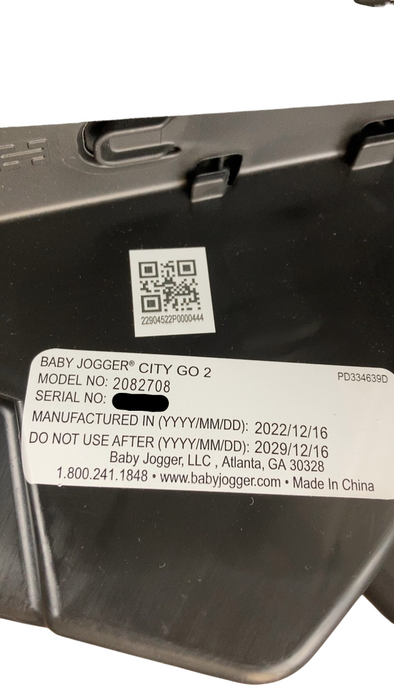 22904522P0000444
BABY JOGGER® CITY GO 2
PD334639D
MODEL NO: 2082708
SERIAL NO:
MANUFACTURED IN (YYYY/MM/DD): 2022/12/16
DO NOT USE AFTER (YYYY/MM/DD): 2029/12/16
Baby Jogger, LLC , Atlanta, GA 30328
1.800.241.1848 • www.babyjogger.com • Made In China